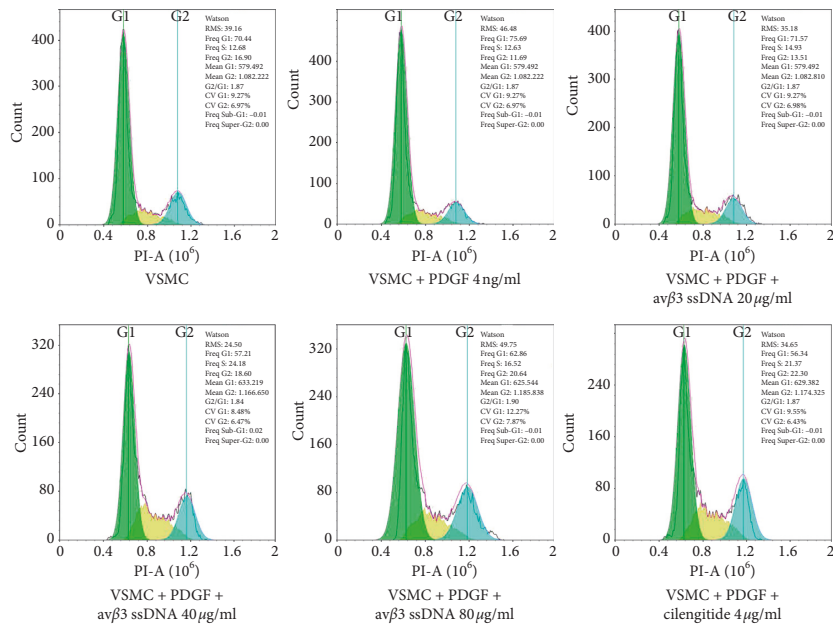 G1 G2
Watson
RMS: 39.16
Freq G1: 70.44
Freq S: 12.68
Freq G2: 16.90
Mean G1: 579.492
Mean G2: 1.082.222
G2/G1: 1.87
CV G1: 9.27%
CV G2: 6.97%
Freq Sub-G1: –0.01
Freq Super-G2: 0.00
400
300
200
100
0
Count
0 0.4 0.8 1.2 1.6 2
PI-A (10⁶)
VSMC
G1 G2
Watson
RMS: 46.48
Freq G1: 75.69
Freq S: 12.63
Freq G2: 11.69
Mean G1: 579.492
Mean G2: 1.082.222
G2/G1: 1.87
CV G1: 9.27%
CV G2: 6.97%
Freq Sub-G1: –0.01
Freq Super-G2: 0.00
400
300
200
100
0
Count
0 0.4 0.8 1.2 1.6 2
PI-A (10⁶)
VSMC + PDGF 4 ng/ml
G1 G2
Watson
RMS: 35.18
Freq G1: 71.57
Freq S: 14.93
Freq G2: 13.51
Mean G1: 579.492
Mean G2: 1.082.810
G2/G1: 1.87
CV G1: 9.27%
CV G2: 6.98%
Freq Sub-G1: –0.01
Freq Super-G2: 0.00
400
300
200
100
0
Count
0 0.4 0.8 1.2 1.6 2
PI-A (10⁶)
VSMC + PDGF +
avβ3 ssDNA 20 μg/ml
G1 G2
Watson
RMS: 24.50
Freq G1: 57.21
Freq S: 24.18
Freq G2: 18.60
Mean G1: 633.219
Mean G2: 1.166.650
G2/G1: 1.84
CV G1: 8.48%
CV G2: 6.47%
Freq Sub-G1: 0.02
Freq Super-G2: 0.00
320
240
160
80
0
Count
0 0.4 0.8 1.2 1.6 2
PI-A (10⁶)
VSMC + PDGF +
avβ3 ssDNA 40 μg/ml
G1 G2
Watson
RMS: 49.75
Freq G1: 62.86
Freq S: 16.52
Freq G2: 20.64
Mean G1: 625.544
Mean G2: 1.185.838
G2/G1: 1.90
CV G1: 12.27%
CV G2: 7.87%
Freq Sub-G1: –0.01
Freq Super-G2: 0.00
320
240
160
80
0
Count
0 0.4 0.8 1.2 1.6 2
PI-A (10⁶)
VSMC + PDGF +
avβ3 ssDNA 80 μg/ml
G1 G2
Watson
RMS: 34.65
Freq G1: 56.34
Freq S: 21.37
Freq G2: 22.30
Mean G1: 629.382
Mean G2: 1.174.325
G2/G1: 1.87
CV G1: 9.55%
CV G2: 6.43%
Freq Sub-G1: –0.01
Freq Super-G2: 0.00
240
160
80
0
Count
0 0.4 0.8 1.2 1.6 2
PI-A (10⁶)
VSMC + PDGF +
cilengitide 4 μg/ml